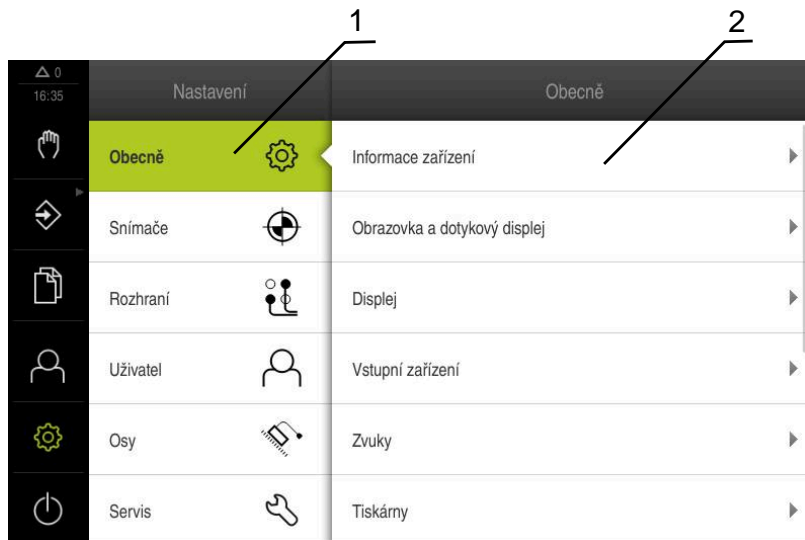 1
2
0
16:35
Nastavení
Obecně
Obecně
Snímače
Rozhraní
Uživatel
Osy
Servis
Informace zařízení
Obrazovka a dotykový displej
Displej
Vstupní zařízení
Zvuky
Tiskárny